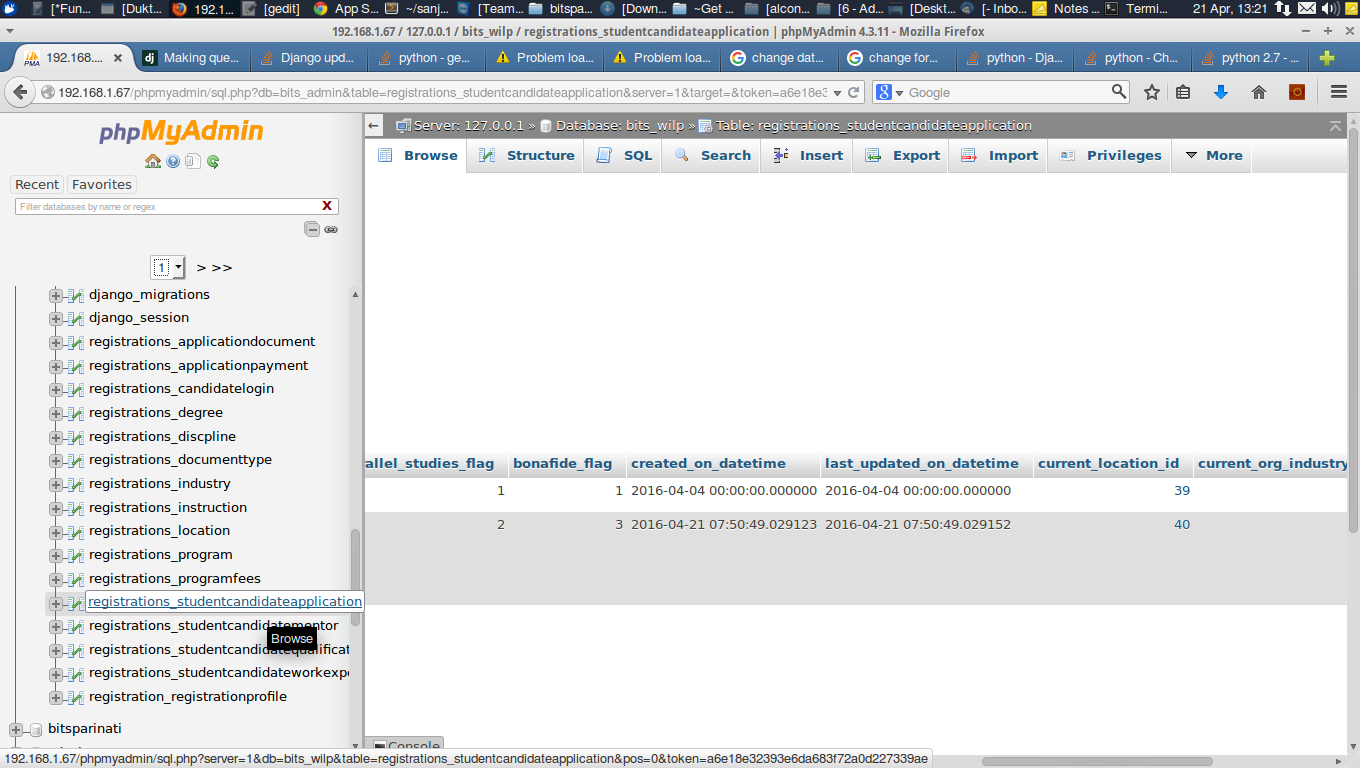 [*Fun... [Dukt... 192.1... [gedit] App S... ~/sanj... [Team... bitspa... [Down... ~Get ... [alcon... [6 - Ad... [Deskt... [- Inbo... Notes ... Termi... 21 Apr, 13:21
192.168.1.67 / 127.0.0.1 / bits_wilp / registrations_studentcandidateapplication | phpMyAdmin 4.3.11 - Mozilla Firefox
PMA 192.168.... dj Making que... Django upd... python - ge... Problem loa... Problem loa... change dat... change for... python - Dja... python - Ch... python 2.7 - ...
192.168.1.67/phpmyadmin/sql.php?db=bits_admin&table=registrations_studentcandidateapplication&server=1&target=&token=a6e18e3 Google
phpMyAdmin
Recent Favorites
Filter databases by name or regex X
1 > >>
django_migrations
django_session
registrations_applicationdocument
registrations_applicationpayment
registrations_candidatelogin
registrations_degree
registrations_discpline
registrations_documenttype
registrations_industry
registrations_instruction
registrations_location
registrations_program
registrations_programfees
registrations_studentcandidateapplication
registrations_studentcandidatementor
Browse
registrations_studentcandidatequalificat
registrations_studentcandidateworkexp
registration_registrationprofile
bitsparinati
Server: 127.0.0.1 » Database: bits_wilp » Table: registrations_studentcandidateapplication
Browse Structure SQL Search Insert Export Import Privileges More
allel_studies_flag bonafide_flag created_on_datetime last_updated_on_datetime current_location_id current_org_industry
1 1 2016-04-04 00:00:00.000000 2016-04-04 00:00:00.000000 39
2 3 2016-04-21 07:50:49.029123 2016-04-21 07:50:49.029152 40
Console
192.168.1.67/phpmyadmin/sql.php?server=1&db=bits_wilp&table=registrations_studentcandidateapplication&pos=0&token=a6e18e32393e6da683f72a0d227339ae